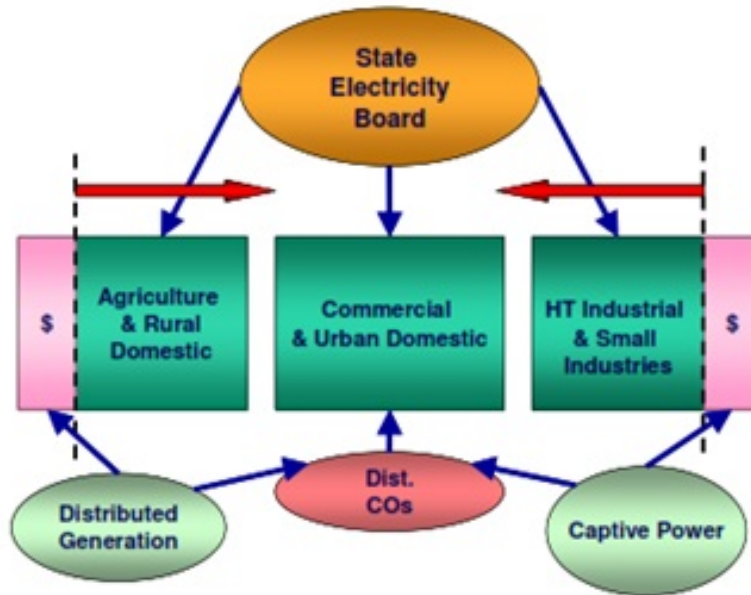 State
Electricity
Board
$
Agriculture
& Rural
Domestic
Commercial
& Urban Domestic
HT Industrial
& Small
Industries
$
Distributed
Generation
Dist.
COs
Captive Power